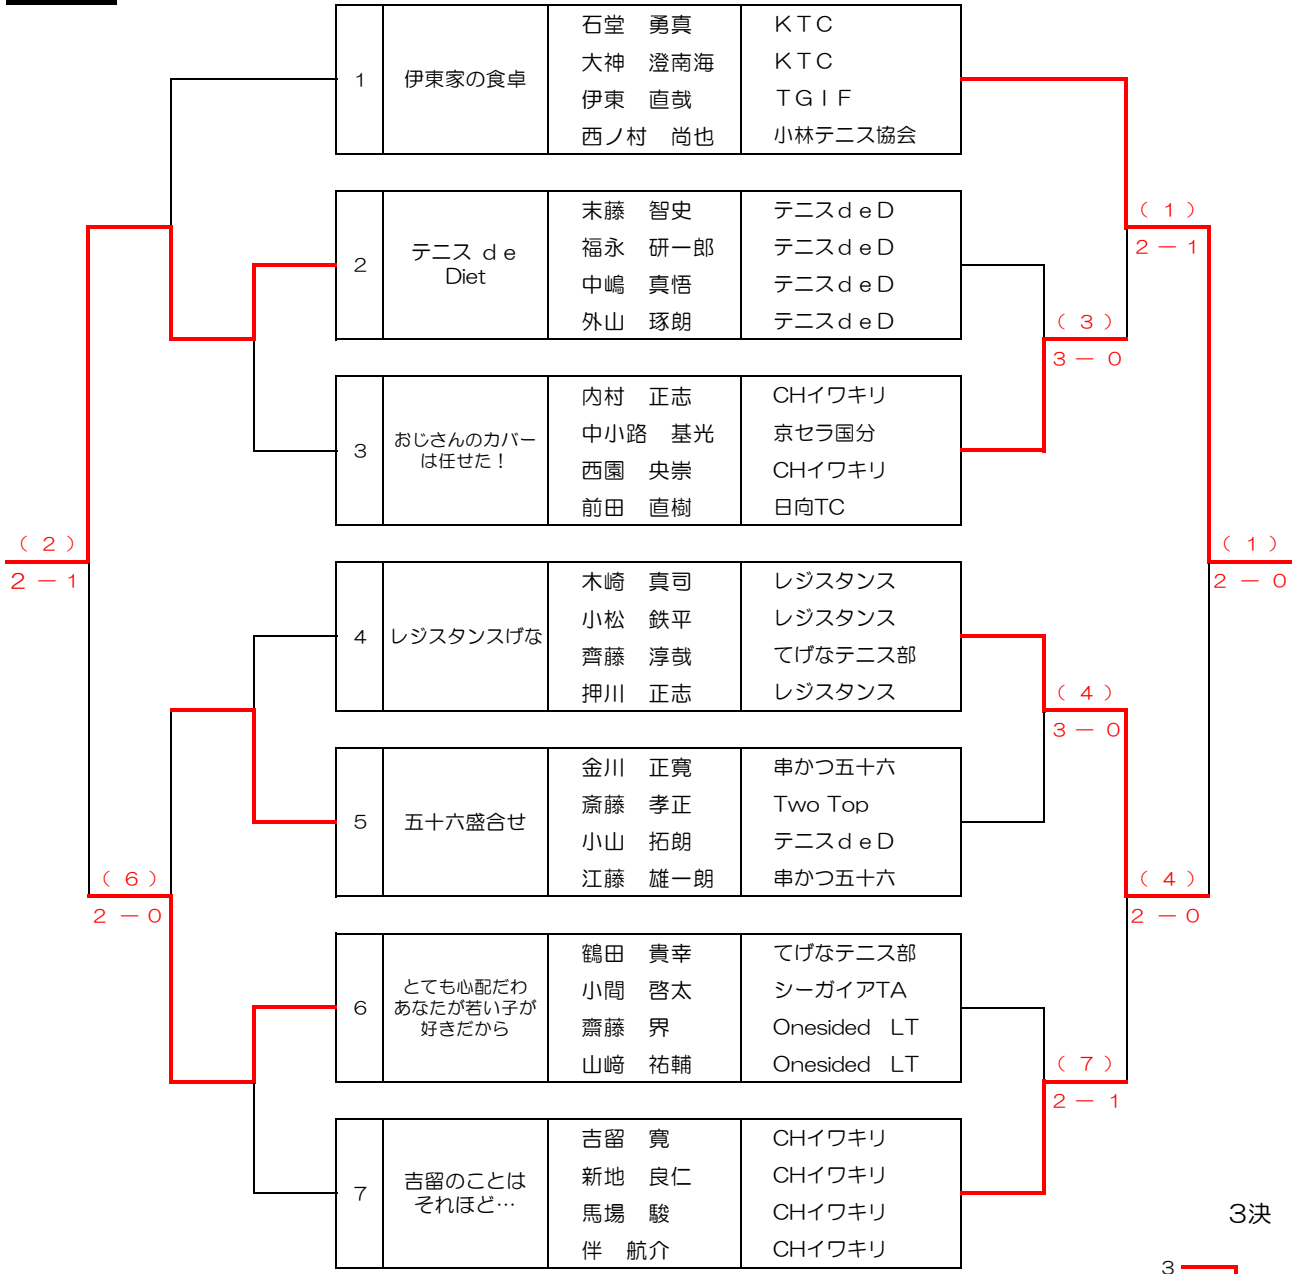 1 伊東家の食卓
石堂　勇真 ＫＴＣ
大神　澄南海 ＫＴＣ
伊東　直哉 ＴＧＩＦ
西ノ村　尚也 小林テニス協会
2 テニス ｄｅ
Diet
末藤　智史 テニスｄｅＤ
福永　研一郎 テニスｄｅＤ
中嶋　真悟 テニスｄｅＤ
外山　琢朗 テニスｄｅＤ
（ 1 ）
2 － 1
（ 3 ）
3 － 0
3 おじさんのカバー
は任せた！
内村　正志 CHイワキリ
中小路　基光 京セラ国分
西園　央崇 CHイワキリ
前田　直樹 日向TC
（ 2 ）
2 － 1
（ 1 ）
2 － 0
4 レジスタンスげな
木崎　真司 レジスタンス
小松　鉄平 レジスタンス
齊藤　淳哉 てげなテニス部
押川　正志 レジスタンス
（ 4 ）
3 － 0
5 五十六盛合せ
金川　正寛 串かつ五十六
斎藤　孝正 Two Top
小山　拓朗 テニスｄｅＤ
江藤　雄一朗 串かつ五十六
（ 6 ）
2 － 0
（ 4 ）
2 － 0
6 とても心配だわ
あなたが若い子が
好きだから
鶴田　貴幸 てげなテニス部
小間　啓太 シーガイアTA
齋藤　界 Onesided　LT
山﨑　祐輔 Onesided　LT
（ 7 ）
2 － 1
7 吉留のことは
それほど…
吉留　寛 CHイワキリ
新地　良仁 CHイワキリ
馬場　駿 CHイワキリ
伴　航介 CHイワキリ
3決
3